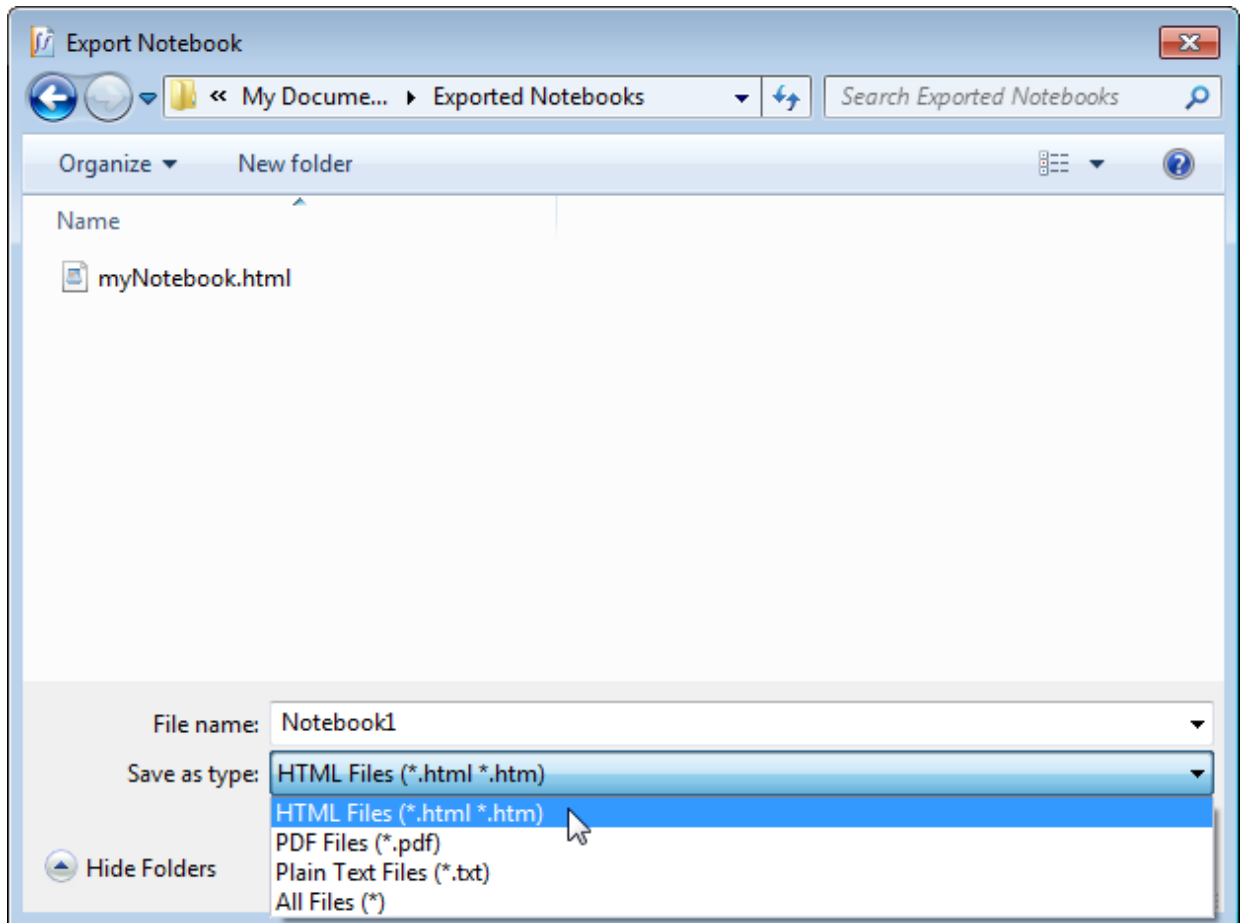 Export Notebook
« My Docume... ▸ Exported Notebooks
Search Exported Notebooks
Organize
New folder
Name
myNotebook.html
File name: Notebook1
Save as type: HTML Files (*.html *.htm)
HTML Files (*.html *.htm)
PDF Files (*.pdf)
Hide Folders
Plain Text Files (*.txt)
All Files (*)